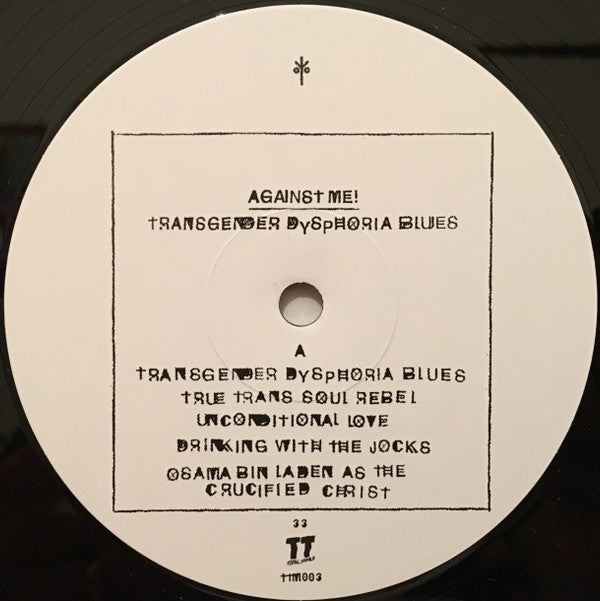 AGAINST ME!
TRANSGENDER DYSPHORIA BLUES
A
TRANSGENDER DYSPHORIA BLUES
TRUE TRANS SOUL REBEL
UNCONDITIONAL LOVE
DRINKING WITH THE JOCKS
OSAMA BIN LADEN AS THE
CRUCIFIED CHRIST
33
TT
TTM003